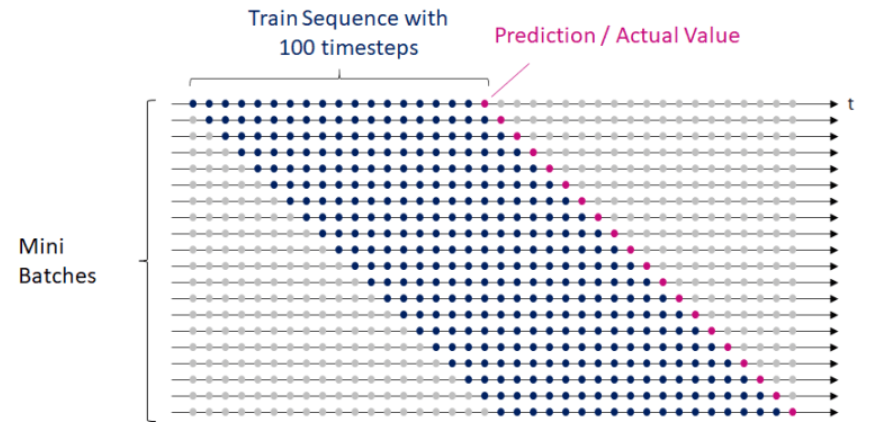 Train Sequence with
100 timesteps
Prediction / Actual Value
t
Mini
Batches